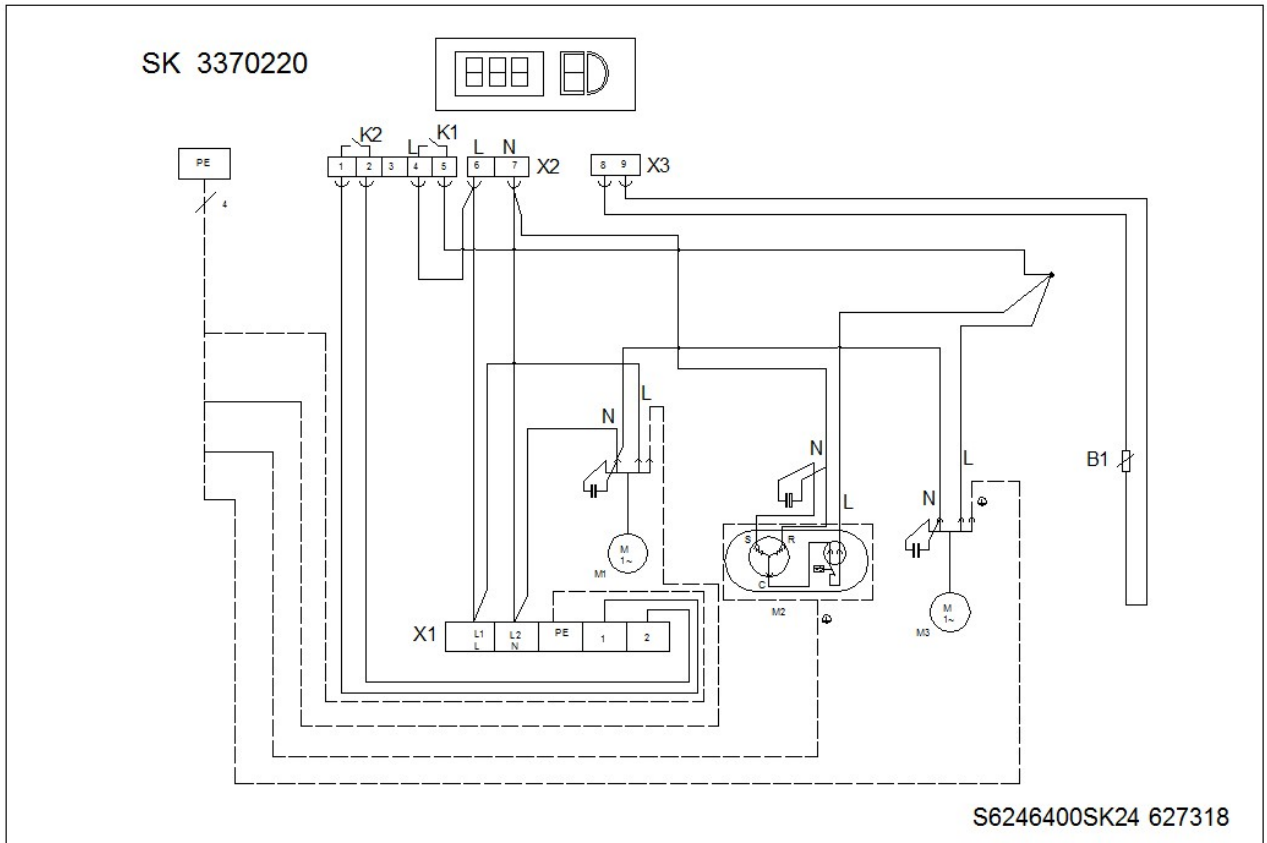 SK 3370220
K2 L K1 L N
PE 1 2 3 4 5 6 7 X2 8 9 X3
4
L
N
N
L
B1
L
N
S R
M
1~
M1
C
M2
M
1~
M3
X1 L1 L2 PE 1 2
L N
S6246400SK24 627318